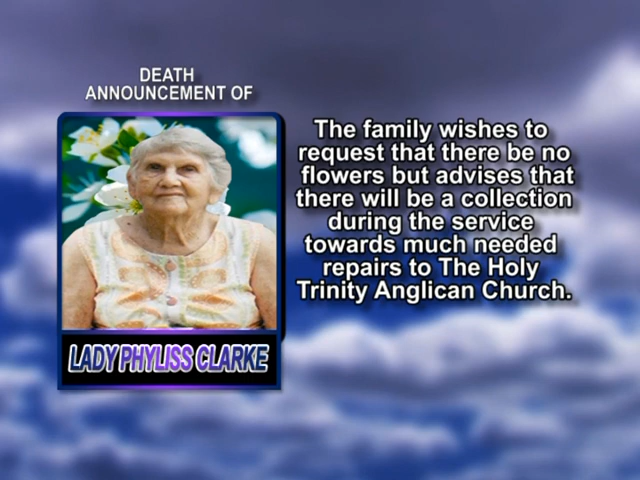 DEATH
ANNOUNCEMENT OF
LADY PHYLISS CLARKE
The family wishes to
request that there be no
flowers but advises that
there will be a collection
during the service
towards much needed
repairs to The Holy
Trinity Anglican Church.